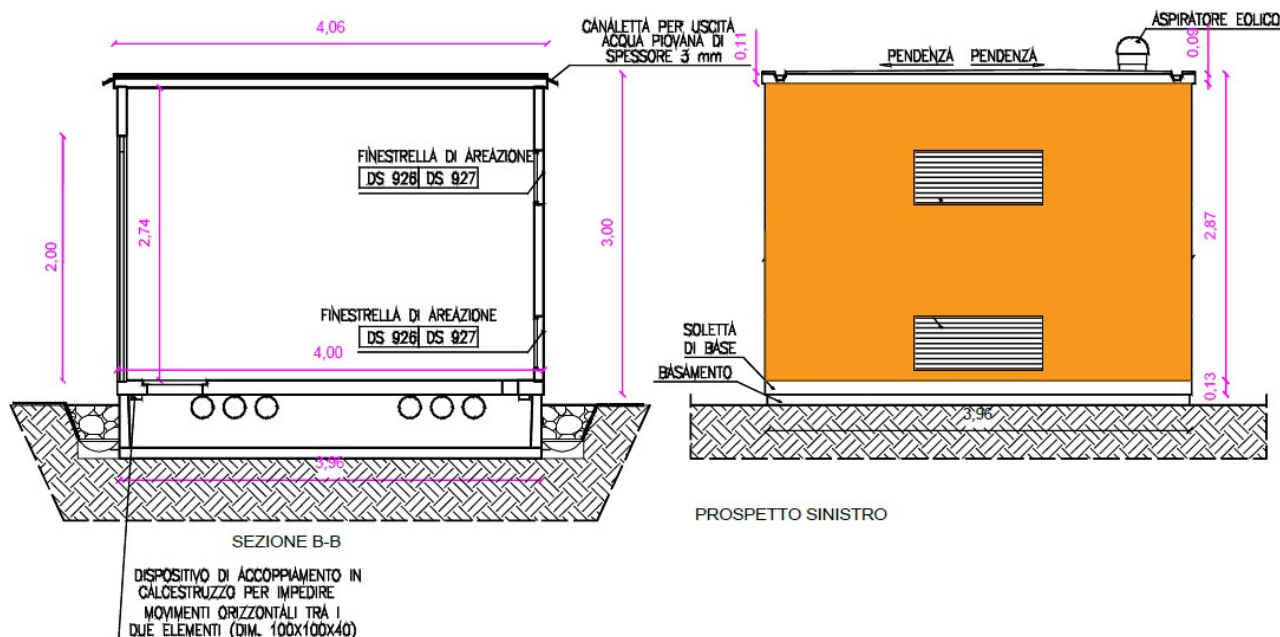 4,06
CANALETTA PER USCITA
ACQUA PIOVANA DI
SPESSORE 3 mm
FINESTRELLA DI AREAZIONE
DS 926 DS 927
2,00
2,74
3,00
FINESTRELLA DI AREAZIONE
DS 926 DS 927
4,00
3,96
SEZIONE B-B
DISPOSITIVO DI ACCOPPIAMENTO IN
CALCESTRUZZO PER IMPEDIRE
MOVIMENTI ORIZZONTALI TRA I
DUE ELEMENTI (DIM. 100X100X40)
ASPIRATORE EOLICO
0,11
PENDENZA PENDENZA
0,09
2,87
SOLETTA
DI BASE
BASAMENTO
0,13
3,96
PROSPETTO SINISTRO